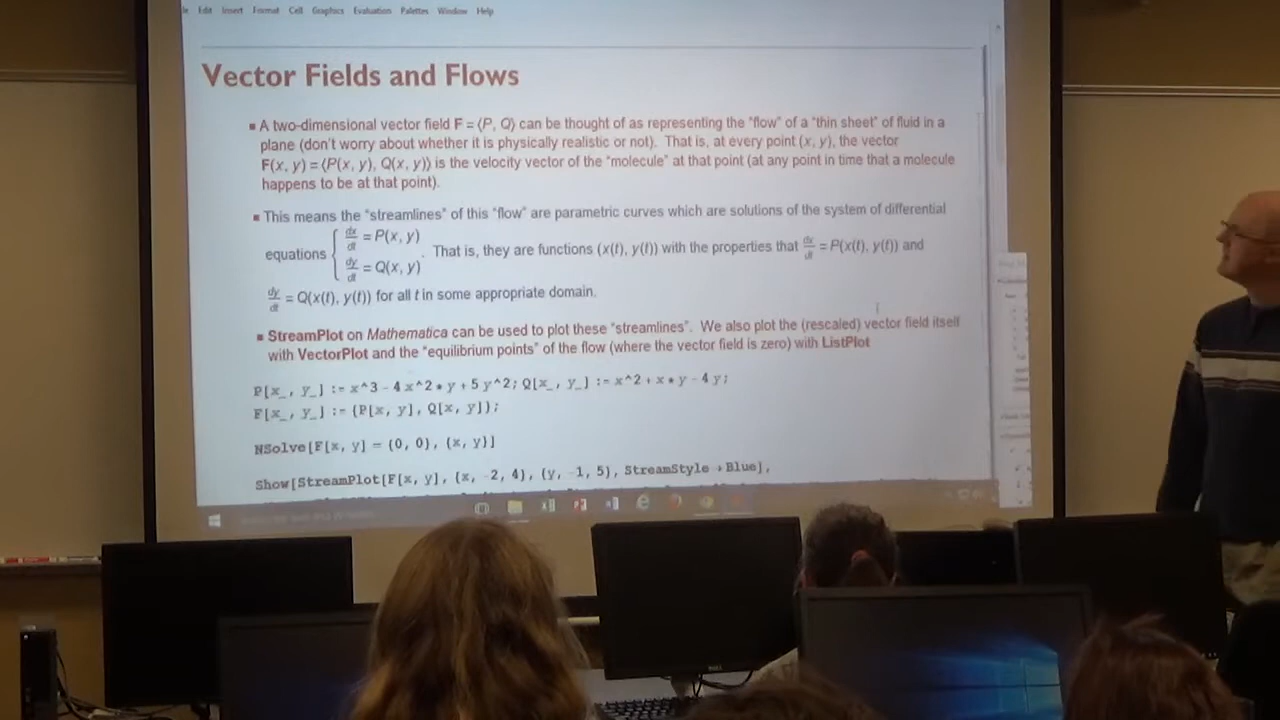 Edit Insert Format Cell Graphics Evaluation Palettes Window Help
Vector Fields and Flows
▪ A two-dimensional vector field F = ⟨P, Q⟩ can be thought of as representing the "flow" of a "thin sheet" of fluid in a
plane (don't worry about whether it is physically realistic or not). That is, at every point (x, y), the vector
F(x, y) = ⟨P(x, y), Q(x, y)⟩ is the velocity vector of the "molecule" at that point (at any point in time that a molecule
happens to be at that point).
▪ This means the "streamlines" of this "flow" are parametric curves which are solutions of the system of differential
equations { dx/dt = P(x, y) dy/dt = Q(x, y) . That is, they are functions (x(t), y(t)) with the properties that dx/dt = P(x(t), y(t)) and
dy/dt = Q(x(t), y(t)) for all t in some appropriate domain.
▪ StreamPlot on Mathematica can be used to plot these "streamlines". We also plot the (rescaled) vector field itself
with VectorPlot and the "equilibrium points" of the flow (where the vector field is zero) with ListPlot
P[x_, y_] := x^3 - 4 x^2 * y + 5 y^2; Q[x_, y_] := x^2 + x * y - 4 y;
F[x_, y_] := {P[x, y], Q[x, y]};
NSolve[F[x, y] = {0, 0}, {x, y}]
Show[StreamPlot[F[x, y], {x, -2, 4}, {y, -1, 5}, StreamStyle → Blue],